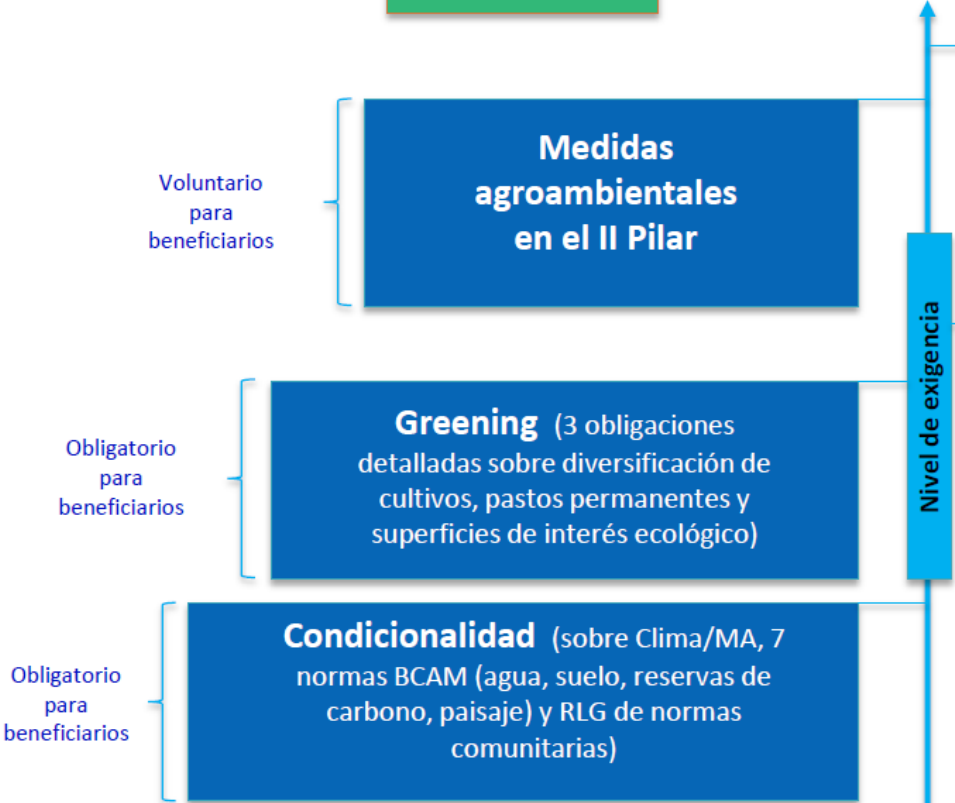 Voluntario
para
beneficiarios
Medidas
agroambientales
en el II Pilar
Nivel de exigencia
Obligatorio
para
beneficiarios
Greening (3 obligaciones
detalladas sobre diversificación de
cultivos, pastos permanentes y
superficies de interés ecológico)
Obligatorio
para
beneficiarios
Condicionalidad (sobre Clima/MA, 7
normas BCAM (agua, suelo, reservas de
carbono, paisaje) y RLG de normas
comunitarias)